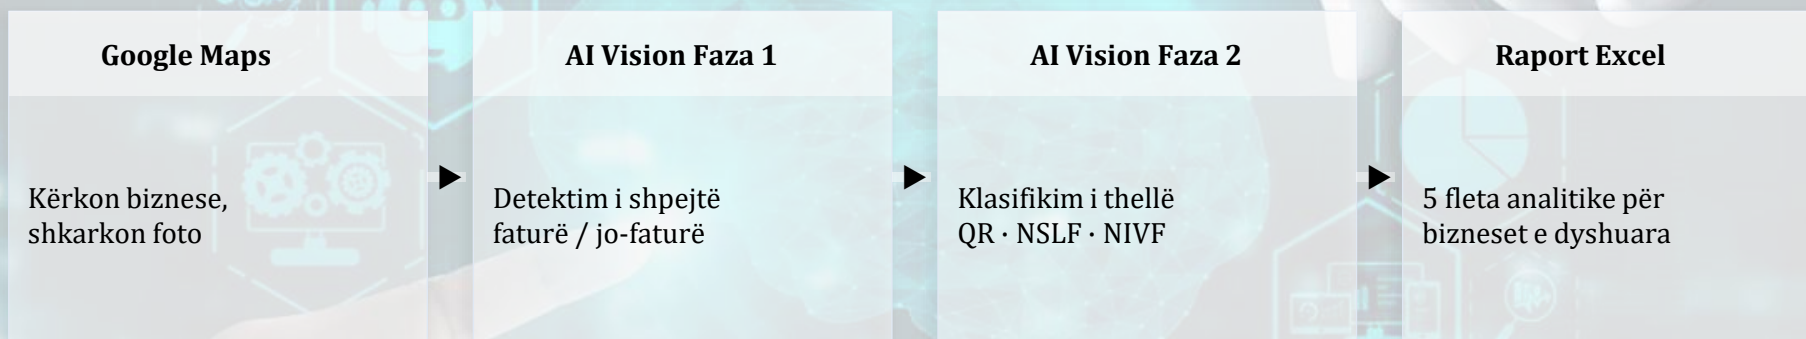 Google Maps
Kërkon biznese,
shkarkon foto
AI Vision Faza 1
Detektim i shpejtë
faturë / jo-faturë
AI Vision Faza 2
Klasifikim i thellë
QR · NSLF · NIVF
Raport Excel
5 fleta analitike për
bizneset e dyshuara